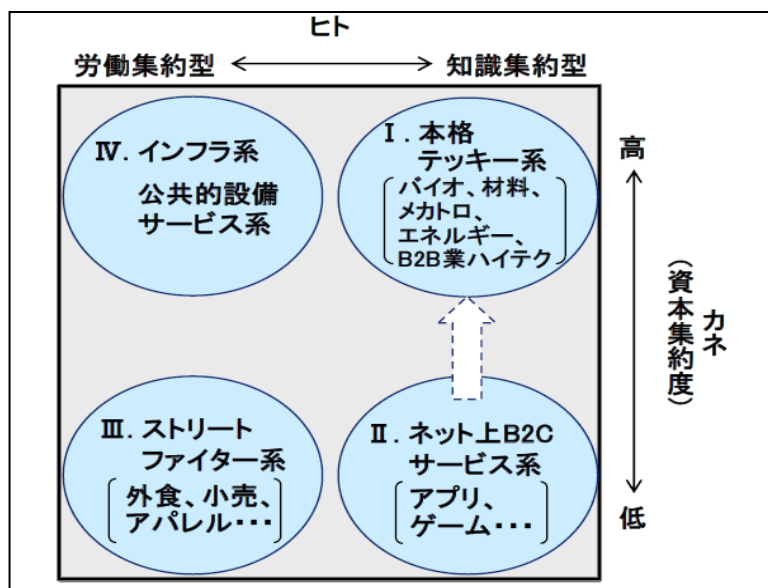 ヒト
労働集約型
知識集約型
Ⅳ. インフラ系
公共的設備
サービス系
Ⅰ. 本格
テッキー系
バイオ、材料、
メカトロ、
エネルギー、
B2B業ハイテク
高
カネ
(資本集約度)
低
Ⅲ. ストリート
ファイター系
外食、小売、
アパレル・・・
Ⅱ. ネット上B2C
サービス系
アプリ、
ゲーム・・・